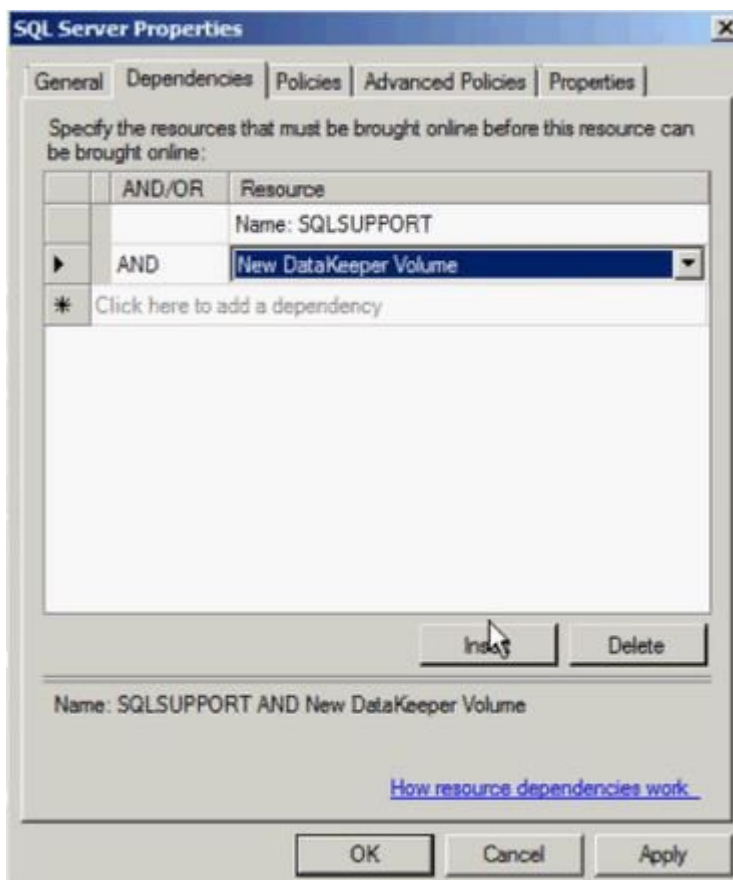 SQL Server Properties
General Dependencies Policies Advanced Policies Properties
Specify the resources that must be brought online before this resource can
be brought online:
AND/OR Resource
Name: SQLSUPPORT
AND New DataKeeper Volume
Click here to add a dependency
Delete
Name: SQLSUPPORT AND New DataKeeper Volume
How resource dependencies work
OK Cancel Apply